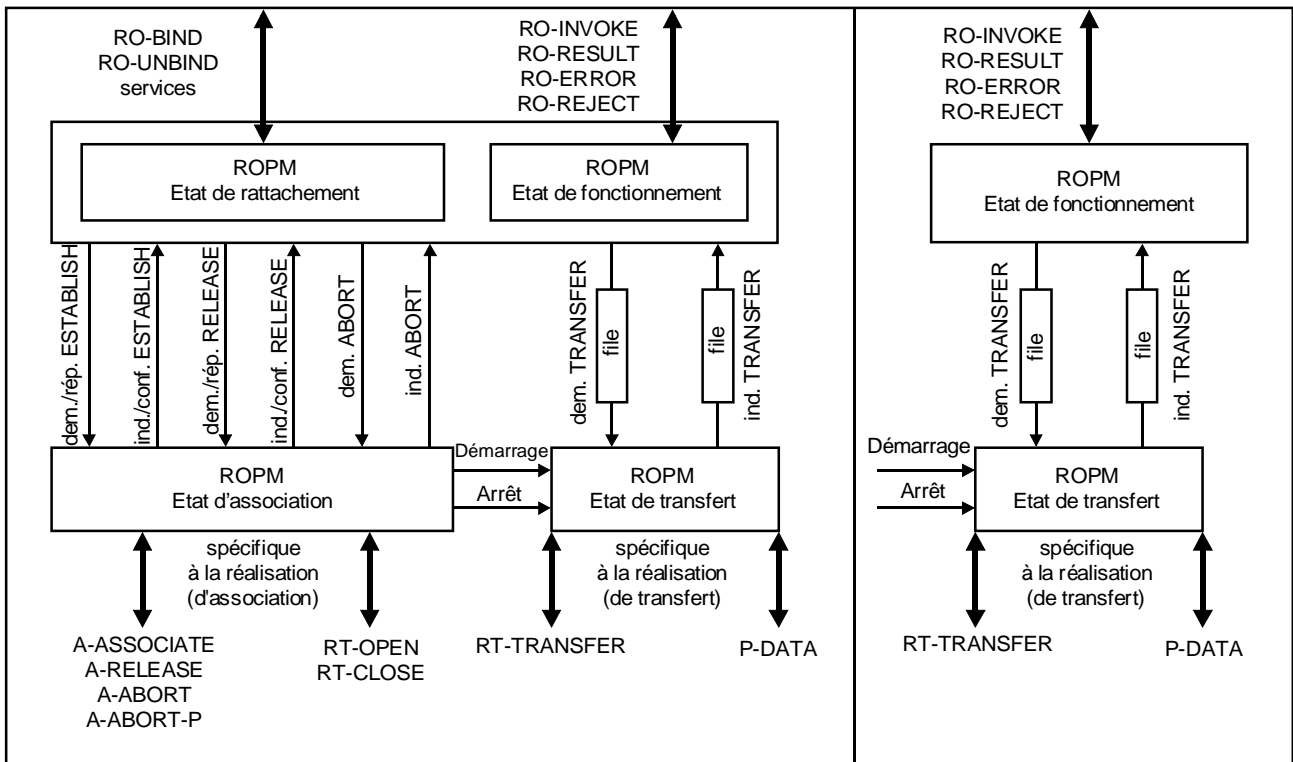 RO-BIND
RO-UNBIND
services
RO-INVOKE
RO-RESULT
RO-ERROR
RO-REJECT
ROPM
Etat de rattachement
ROPM
Etat de fonctionnement
dem./rép. ESTABLISH
ind./conf. ESTABLISH
dem./rép. RELEASE
ind./conf. RELEASE
dem. ABORT
ind. ABORT
dem. TRANSFER
file
file
ind. TRANSFER
ROPM
Etat d'association
Démarrage
Arrêt
ROPM
Etat de transfert
spécifique
à la réalisation
(d'association)
spécifique
à la réalisation
(de transfert)
A-ASSOCIATE
A-RELEASE
A-ABORT
A-ABORT-P
RT-OPEN
RT-CLOSE
RT-TRANSFER
P-DATA
RO-INVOKE
RO-RESULT
RO-ERROR
RO-REJECT
ROPM
Etat de fonctionnement
dem. TRANSFER
file
file
ind. TRANSFER
Démarrage
Arrêt
ROPM
Etat de transfert
spécifique
à la réalisation
(de transfert)
RT-TRANSFER
P-DATA